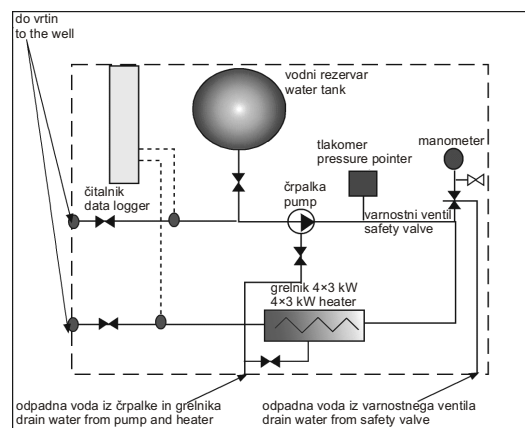 do vrtin
to the well
vodni rezervar
water tank
tlakomer
pressure pointer
manometer
čitalnik
data logger
črpalka
pump
varnostni ventil
safety valve
grelnik 4×3 kW
4×3 kW heater
odpadna voda iz črpalke in grelnika
drain water from pump and heater
odpadna voda iz varnostnega ventila
drain water from safety valve